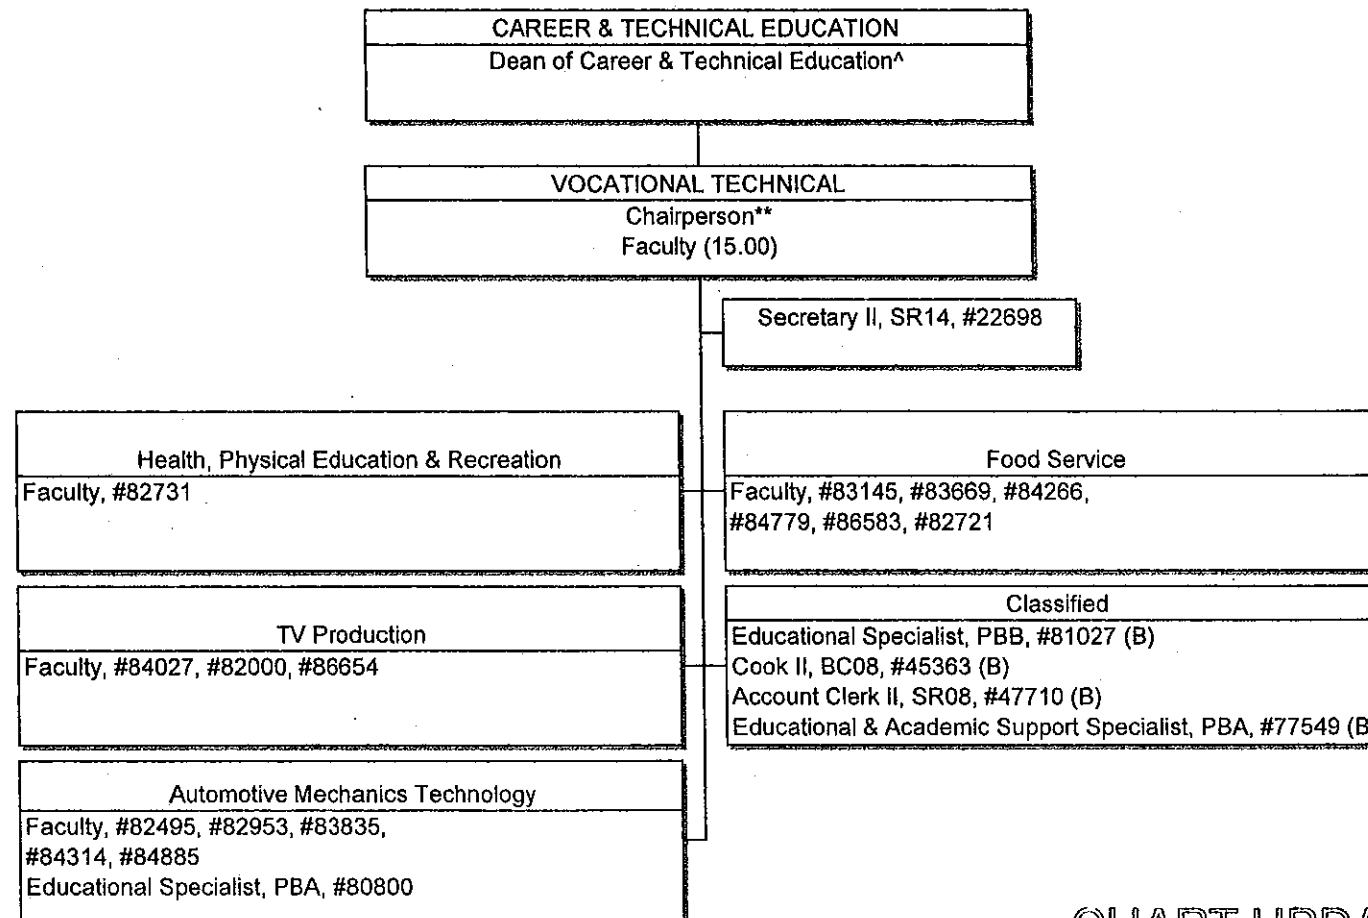 CAREER & TECHNICAL EDUCATION
Dean of Career & Technical Education^
VOCATIONAL TECHNICAL
Chairperson**
Faculty (15.00)
Secretary II, SR14, #22698
Health, Physical Education & Recreation
Faculty, #82731
Food Service
Faculty, #83145, #83669, #84266,
#84779, #86583, #82721
TV Production
Faculty, #84027, #82000, #86654
Classified
Educational Specialist, PBB, #81027 (B)
Cook II, BC08, #45363 (B)
Account Clerk II, SR08, #47710 (B)
Educational & Academic Support Specialist, PBA, #77549 (B
Automotive Mechanics Technology
Faculty, #82495, #82953, #83835,
#84314, #84885
Educational Specialist, PBA, #80800